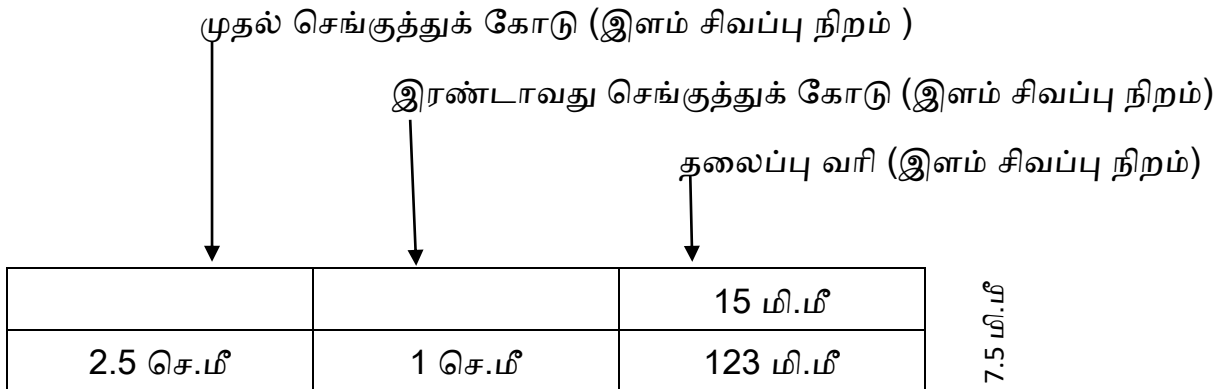 முதல் செங்குத்துக் கோடு (இளம் சிவப்பு நிறம் )
இரண்டாவது செங்குத்துக் கோடு (இளம் சிவப்பு நிறம்)
தலைப்பு வரி (இளம் சிவப்பு நிறம்)
15 மி.மீ
2.5 செ.மீ 1 செ.மீ 123 மி.மீ
7.5 மி.மீ